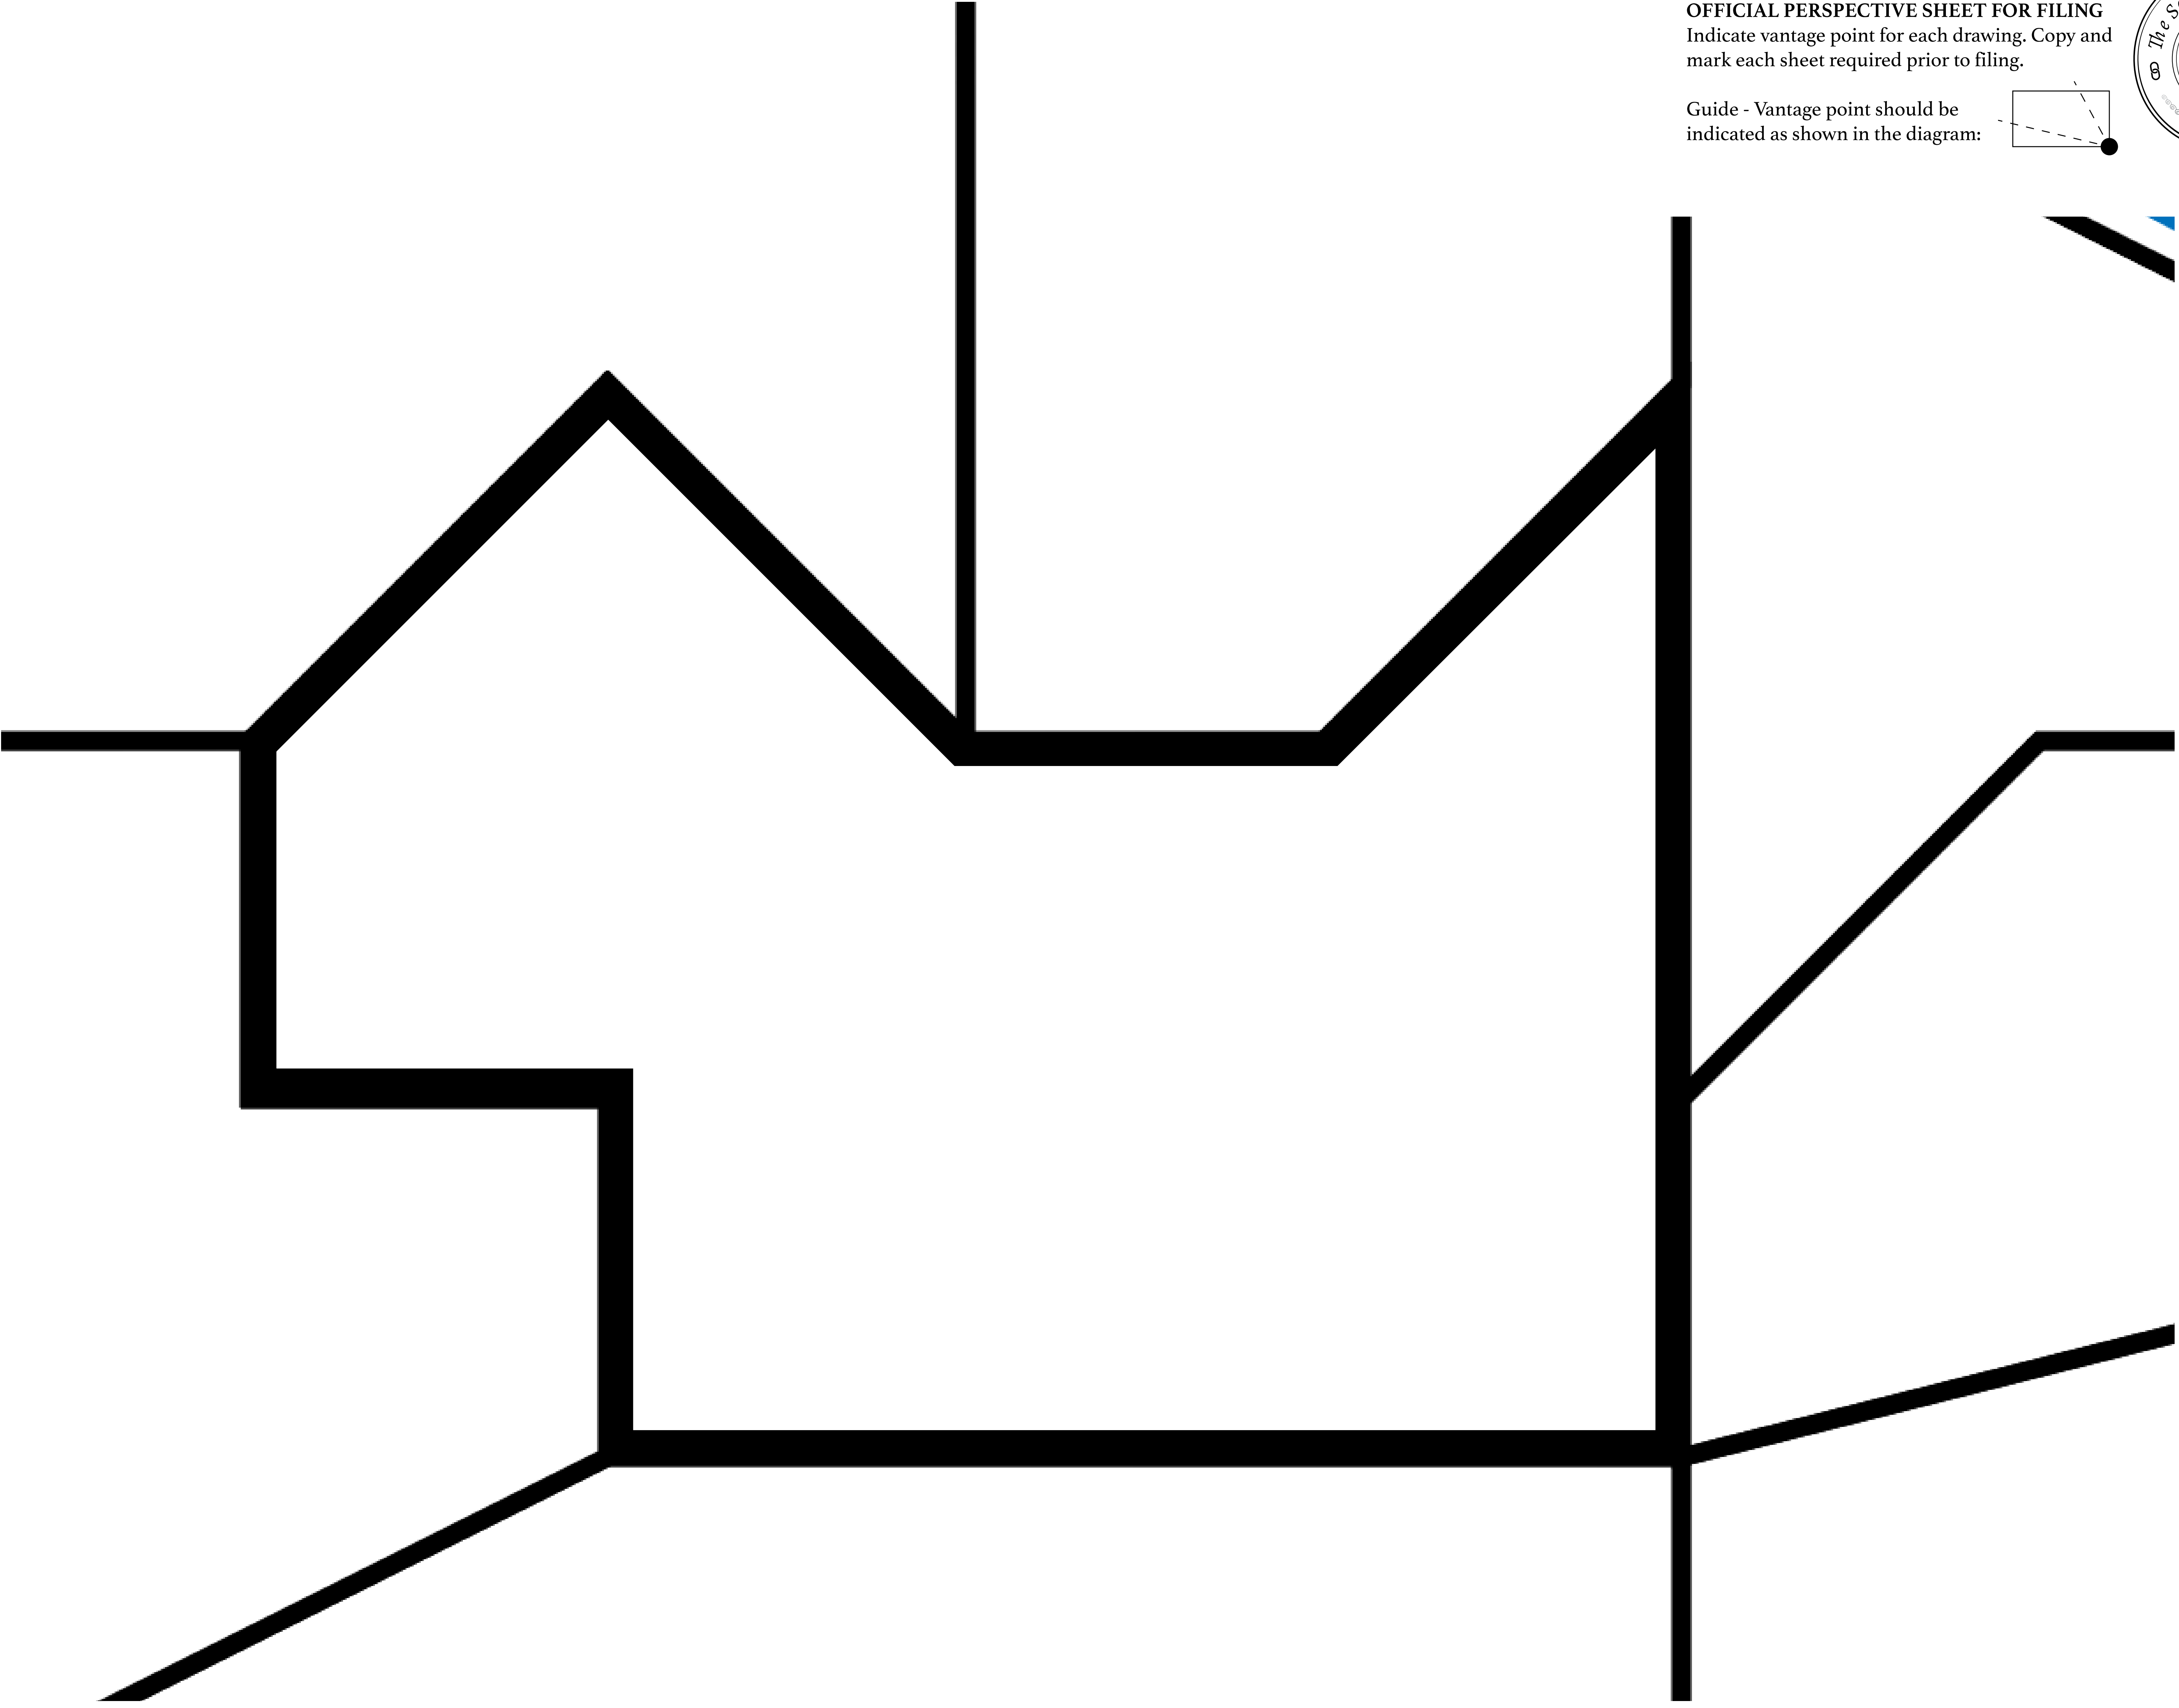 OFFICIAL PERSPECTIVE SHEET FOR FILING
Indicate vantage point for each drawing. Copy and
mark each sheet required prior to filing.
Guide - Vantage point should be
indicated as shown in the diagram:
The